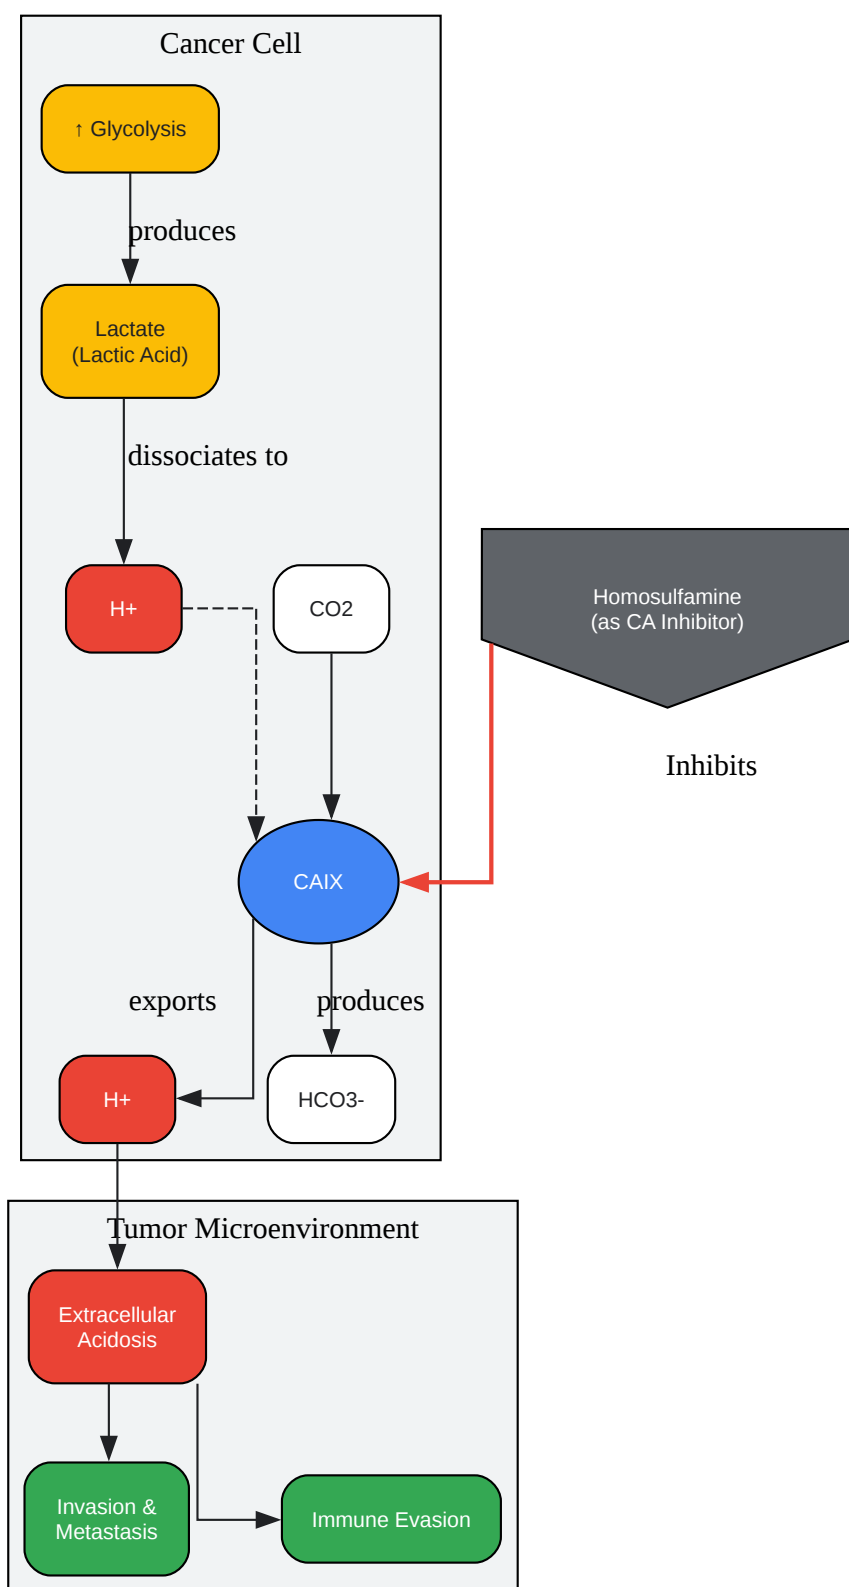 Cancer Cell
↑ Glycolysis
produces
Lactate
(Lactic Acid)
dissociates to
H+
CO2
Homosulfamine
(as CA Inhibitor)
Inhibits
CAIX
exports
produces
H+
HCO3-
Tumor Microenvironment
Extracellular
Acidosis
Invasion &
Metastasis
Immune Evasion